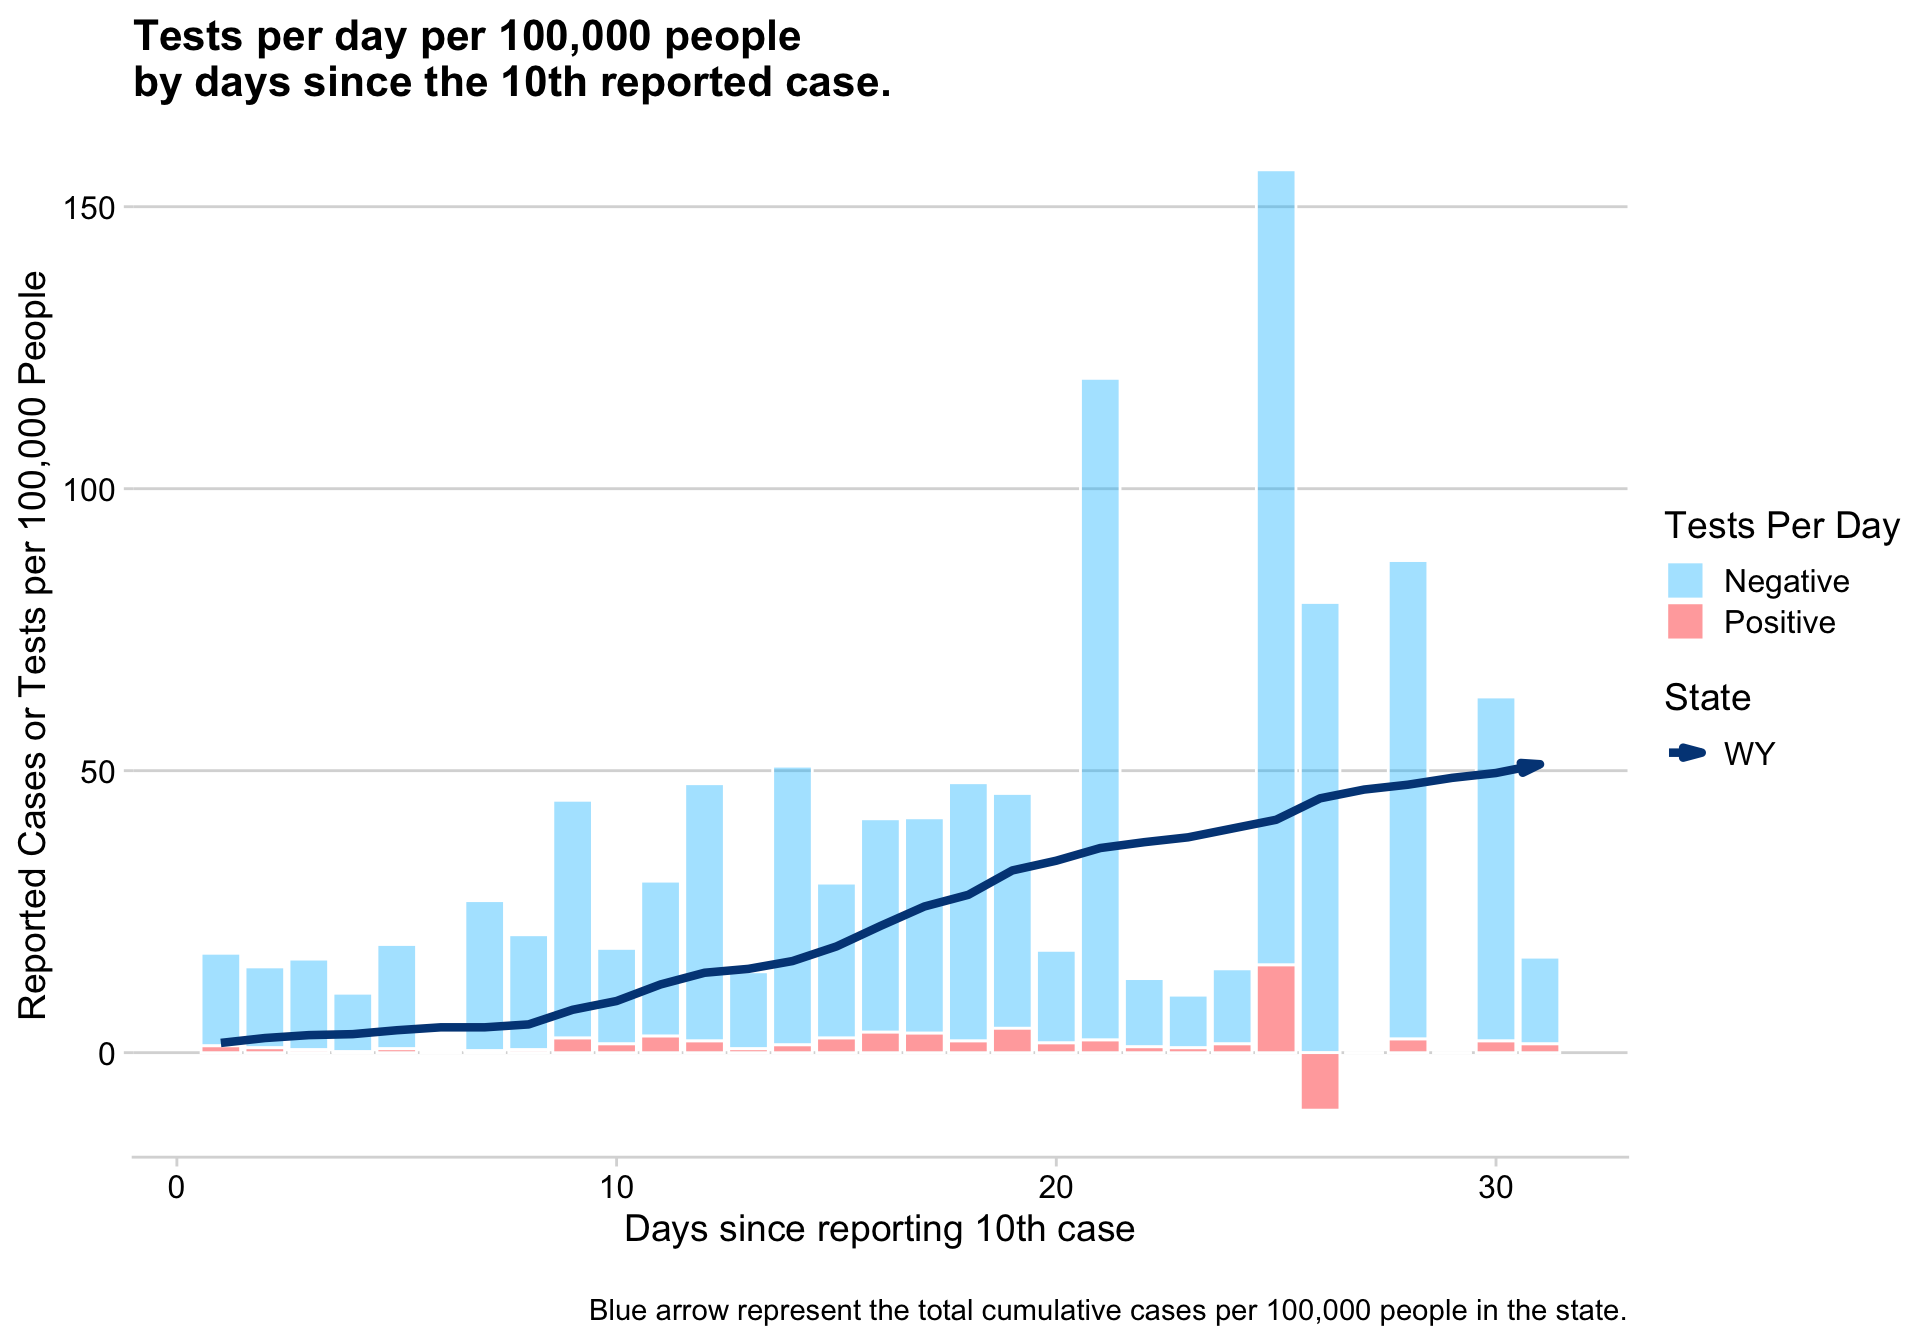 Tests per day per 100,000 people
by days since the 10th reported case.
Reported Cases or Tests per 100,000 People
150
100
50
0
0
10
20
30
Days since reporting 10th case
Tests Per Day
Negative
Positive
State
WY
Blue arrow represent the total cumulative cases per 100,000 people in the state.